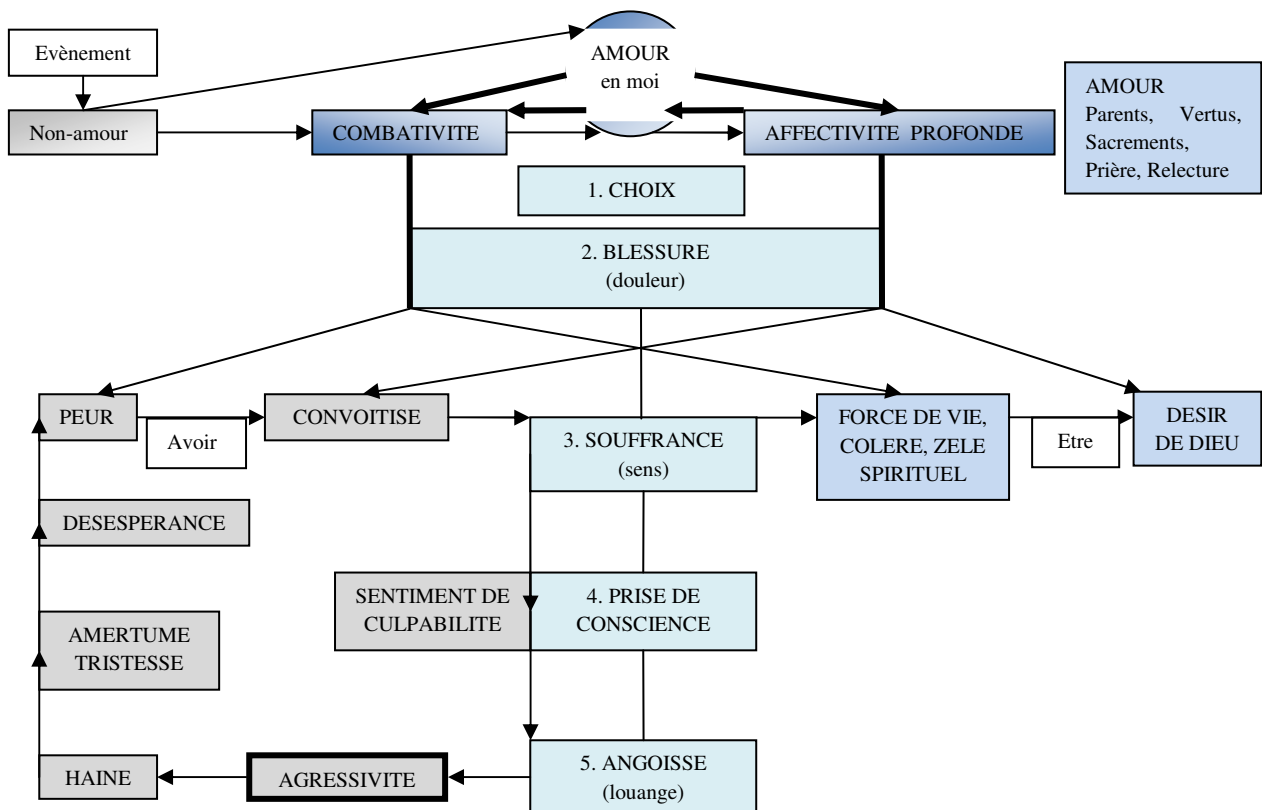 AMOUR
en moi
Evènement
AMOUR
Parents, Vertus,
Sacrements,
Prière, Relecture
Non-amour
COMBATIVITE
AFFECTIVITE PROFONDE
1. CHOIX
2. BLESSURE
(douleur)
PEUR
Avoir
CONVOITISE
3. SOUFFRANCE
(sens)
FORCE DE VIE,
COLERE, ZELE
SPIRITUEL
Etre
DESIR
DE DIEU
DESESPERANCE
SENTIMENT DE
CULPABILITE
4. PRISE DE
CONSCIENCE
AMERTUME
TRISTESSE
HAINE
AGRESSIVITE
5. ANGOISSE
(louange)